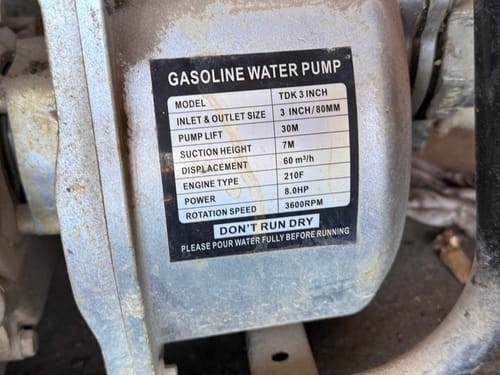 GASOLINE WATER PUMP
MODEL TDK 3 INCH
INLET & OUTLET SIZE 3 INCH/80MM
PUMP LIFT 30M
SUCTION HEIGHT 7M
DISPLACEMENT 60 m³/h
ENGINE TYPE 210F
POWER 8.0HP
ROTATION SPEED 3600RPM
DON'T RUN DRY
PLEASE POUR WATER FULLY BEFORE RUNNING